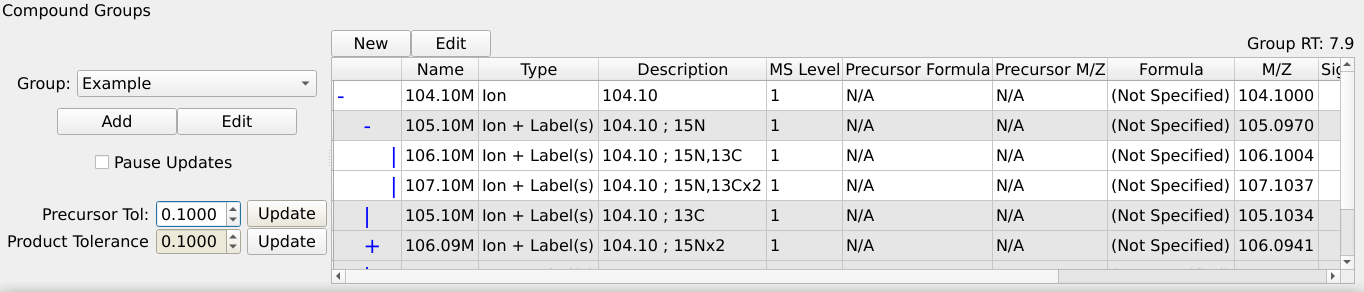 Compound Groups
New Edit Group RT: 7.9
Name Type Description MS Level Precursor Formula Precursor M/Z Formula M/Z Sig
Group: Example
- 104.10M Ion 104.10 1 N/A N/A (Not Specified) 104.1000
Add Edit
- 105.10M Ion + Label(s) 104.10 ; 15N 1 N/A N/A (Not Specified) 105.0970
Pause Updates
| 106.10M Ion + Label(s) 104.10 ; 15N,13C 1 N/A N/A (Not Specified) 106.1004
| 107.10M Ion + Label(s) 104.10 ; 15N,13Cx2 1 N/A N/A (Not Specified) 107.1037
Precursor Tol: 0.1000 Update
| 105.10M Ion + Label(s) 104.10 ; 13C 1 N/A N/A (Not Specified) 105.1034
Product Tolerance 0.1000 Update
+ 106.09M Ion + Label(s) 104.10 ; 15Nx2 1 N/A N/A (Not Specified) 106.0941